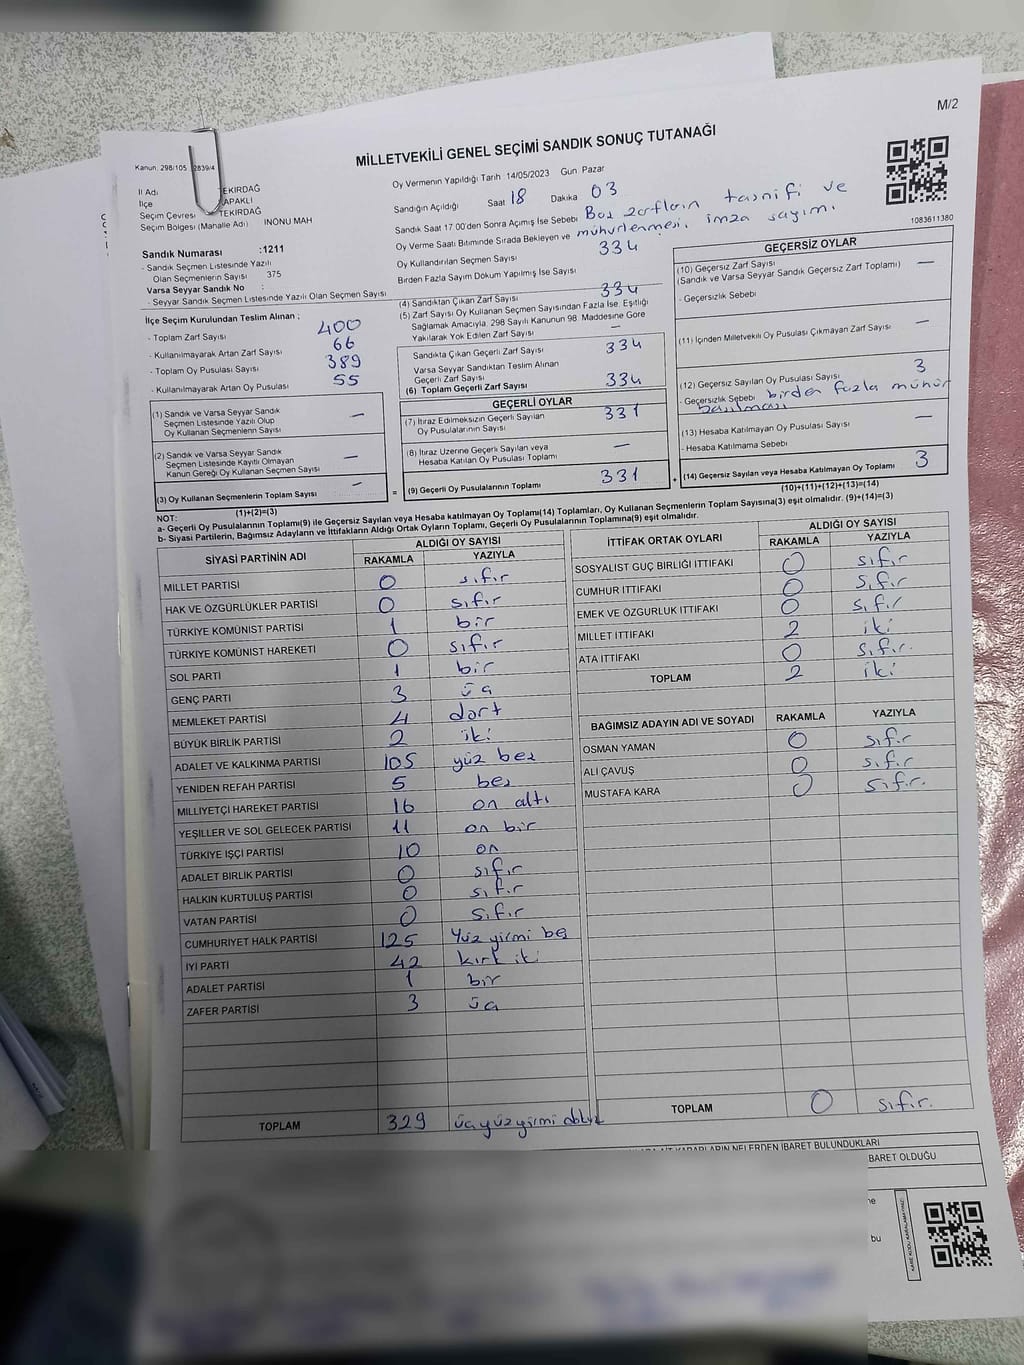 M/2
Kanun: 298/105 2839/4
MİLLETVEKİLİ GENEL SEÇİMİ SANDIK SONUÇ TUTANAĞI
İl Adı TEKİRDAĞ
İlçe ÇAPAKLI
Seçim Çevresi TEKİRDAĞ
Seçim Bölgesi (Mahalle Adı) İNÖNÜ MAH
Oy Vermenin Yapıldığı Tarih 14/05/2023 Gün Pazar
Sandığın Açıldığı Saat 18 Dakika 03
Sandık Saat 17:00'den Sonra Açımış İse Sebebi Boş zarfların tasnifi ve
Oy Verme Saati Bitiminde Sırada Bekleyen ve mühürlenmesi, imza sayımı
Oy Kullandırılan Seçmen Sayısı 334
Birden Fazla Sayım Döküm Yapılmış İse Sayısı
1083611380
Sandık Numarası :1211
- Sandık Seçmen Listesinde Yazılı
Olan Seçmenlerin Sayısı 375
Varsa Seyyar Sandık No :
- Seyyar Sandık Seçmen Listesinde Yazılı Olan Seçmen Sayısı
İlçe Seçim Kurulundan Teslim Alınan ;
- Toplam Zarf Sayısı 400
- Kullanılmayarak Artan Zarf Sayısı 66
- Toplam Oy Pusulası Sayısı 389
- Kullanılmayarak Artan Oy Pusulası 55
(1) Sandık ve Varsa Seyyar Sandık
Seçmen Listesinde Yazılı Olup
Oy Kullanan Seçmenlerin Sayısı —
(2) Sandık ve Varsa Seyyar Sandık
Seçmen Listesinde Kayıtlı Olmayan
Kanun Gereği Oy Kullanan Seçmen Sayısı —
(3) Oy Kullanan Seçmenlerin Toplam Sayısı —
(1)+(2)=(3)
(4) Sandıktan Çıkan Zarf Sayısı 334
(5) Zarf Sayısı Oy Kullanan Seçmen Sayısından Fazla İse, Eşitliği
Sağlamak Amacıyla, 298 Sayılı Kanunun 98. Maddesine Göre
Yakılarak Yok Edilen Zarf Sayısı —
Sandıkta Çıkan Geçerli Zarf Sayısı 334
Varsa Seyyar Sandıktan Teslim Alınan
Geçerli Zarf Sayısı
(6) Toplam Geçerli Zarf Sayısı 334
GEÇERLİ OYLAR
(7) İtiraz Edilmeksizin Geçerli Sayılan
Oy Pusulalarının Sayısı 331
(8) İtiraz Üzerine Geçerli Sayılan veya
Hesaba Katılan Oy Pusulası Toplamı —
= (9) Geçerli Oy Pusulalarının Toplamı 331 +
GEÇERSİZ OYLAR
(10) Geçersiz Zarf Sayısı —
(Sandık ve Varsa Seyyar Sandık Geçersiz Zarf Toplamı)
- Geçersizlik Sebebi
(11) İçinden Milletvekili Oy Pusulası Çıkmayan Zarf Sayısı —
(12) Geçersiz Sayılan Oy Pusulası Sayısı 3
- Geçersizlik Sebebi birden fazla mühür
basılması
(13) Hesaba Katılmayan Oy Pusulası Sayısı —
- Hesaba Katılmama Sebebi
(14) Geçersiz Sayılan veya Hesaba Katılmayan Oy Toplamı 3
(10)+(11)+(12)+(13)=(14)
NOT:
a- Geçerli Oy Pusulalarının Toplamı(9) ile Geçersiz Sayılan veya Hesaba katılmayan Oy Toplamı(14) Toplamları, Oy Kullanan Seçmenlerin Toplam Sayısına(3) eşit olmalıdır. (9)+(14)=(3)
b- Siyasi Partilerin, Bağımsız Adayların ve İttifakların Aldığı Ortak Oyların Toplamı, Geçerli Oy Pusulalarının Toplamına(9) eşit olmalıdır.
SİYASİ PARTİNİN ADI ALDIĞI OY SAYISI
RAKAMLA YAZIYLA
MİLLET PARTİSİ 0 sıfır
HAK VE ÖZGÜRLÜKLER PARTİSİ 0 sıfır
TÜRKİYE KOMÜNİST PARTİSİ 1 bir
TÜRKİYE KOMÜNİST HAREKETİ 0 sıfır
SOL PARTİ 1 bir
GENÇ PARTİ 3 üç
MEMLEKET PARTİSİ 4 dört
BÜYÜK BİRLİK PARTİSİ 2 iki
ADALET VE KALKINMA PARTİSİ 105 yüz beş
YENİDEN REFAH PARTİSİ 5 beş
MİLLİYETÇİ HAREKET PARTİSİ 16 on altı
YEŞİLLER VE SOL GELECEK PARTİSİ 11 on bir
TÜRKİYE İŞÇİ PARTİSİ 10 on
ADALET BİRLİK PARTİSİ 0 sıfır
HALKIN KURTULUŞ PARTİSİ 0 sıfır
VATAN PARTİSİ 0 sıfır
CUMHURİYET HALK PARTİSİ 125 Yüz yirmi beş
İYİ PARTİ 42 kırk iki
ADALET PARTİSİ 1 bir
ZAFER PARTİSİ 3 üç
TOPLAM 329 üçyüzyirmi dokuz
İTTİFAK ORTAK OYLARI ALDIĞI OY SAYISI
RAKAMLA YAZIYLA
SOSYALİST GÜÇ BİRLİĞİ İTTİFAKI 0 sıfır
CUMHUR İTTİFAKI 0 sıfır
EMEK VE ÖZGÜRLÜK İTTİFAKI 0 sıfır
MİLLET İTTİFAKI 2 iki
ATA İTTİFAKI 0 sıfır.
TOPLAM 2 iki
BAĞIMSIZ ADAYIN ADI VE SOYADI RAKAMLA YAZIYLA
OSMAN YAMAN 0 sıfır
ALİ ÇAVUŞ 0 sıfır
MUSTAFA KARA 0 sıfır.
TOPLAM 0 sıfır.
KARARLARIN NELERDEN İBARET BULUNDUKLARI
BARET OLDUĞU
ne
bu